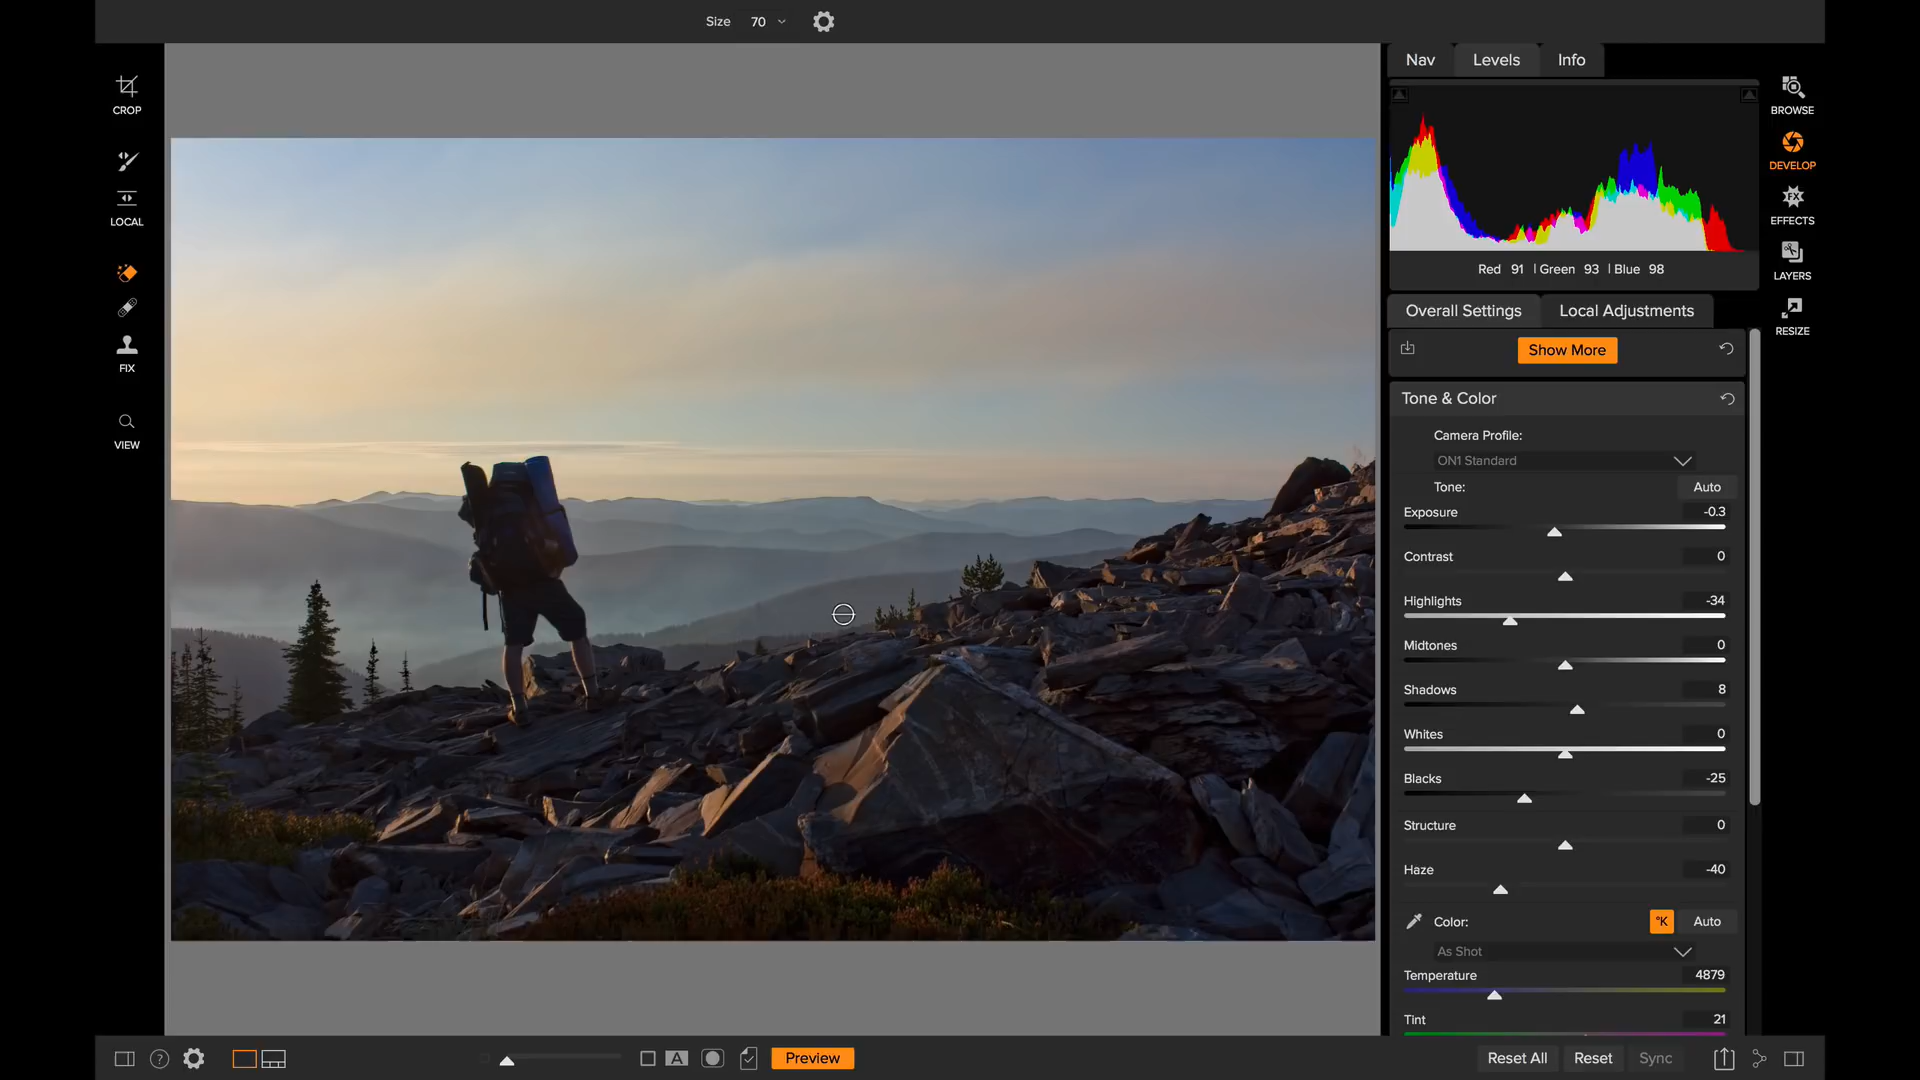 Size 70
CROP
LOCAL
FIX
VIEW
Nav Levels Info
Red 91 | Green 93 | Blue 98
Overall Settings Local Adjustments
Show More
Tone & Color
Camera Profile:
ON1 Standard
Tone: Auto
Exposure -0.3
Contrast 0
Highlights -34
Midtones 0
Shadows 8
Whites 0
Blacks -25
Structure 0
Haze -40
Color: °K Auto
As Shot
Temperature 4879
Tint 21
BROWSE
DEVELOP
EX
EFFECTS
LAYERS
RESIZE
? A Preview Reset All Reset Sync